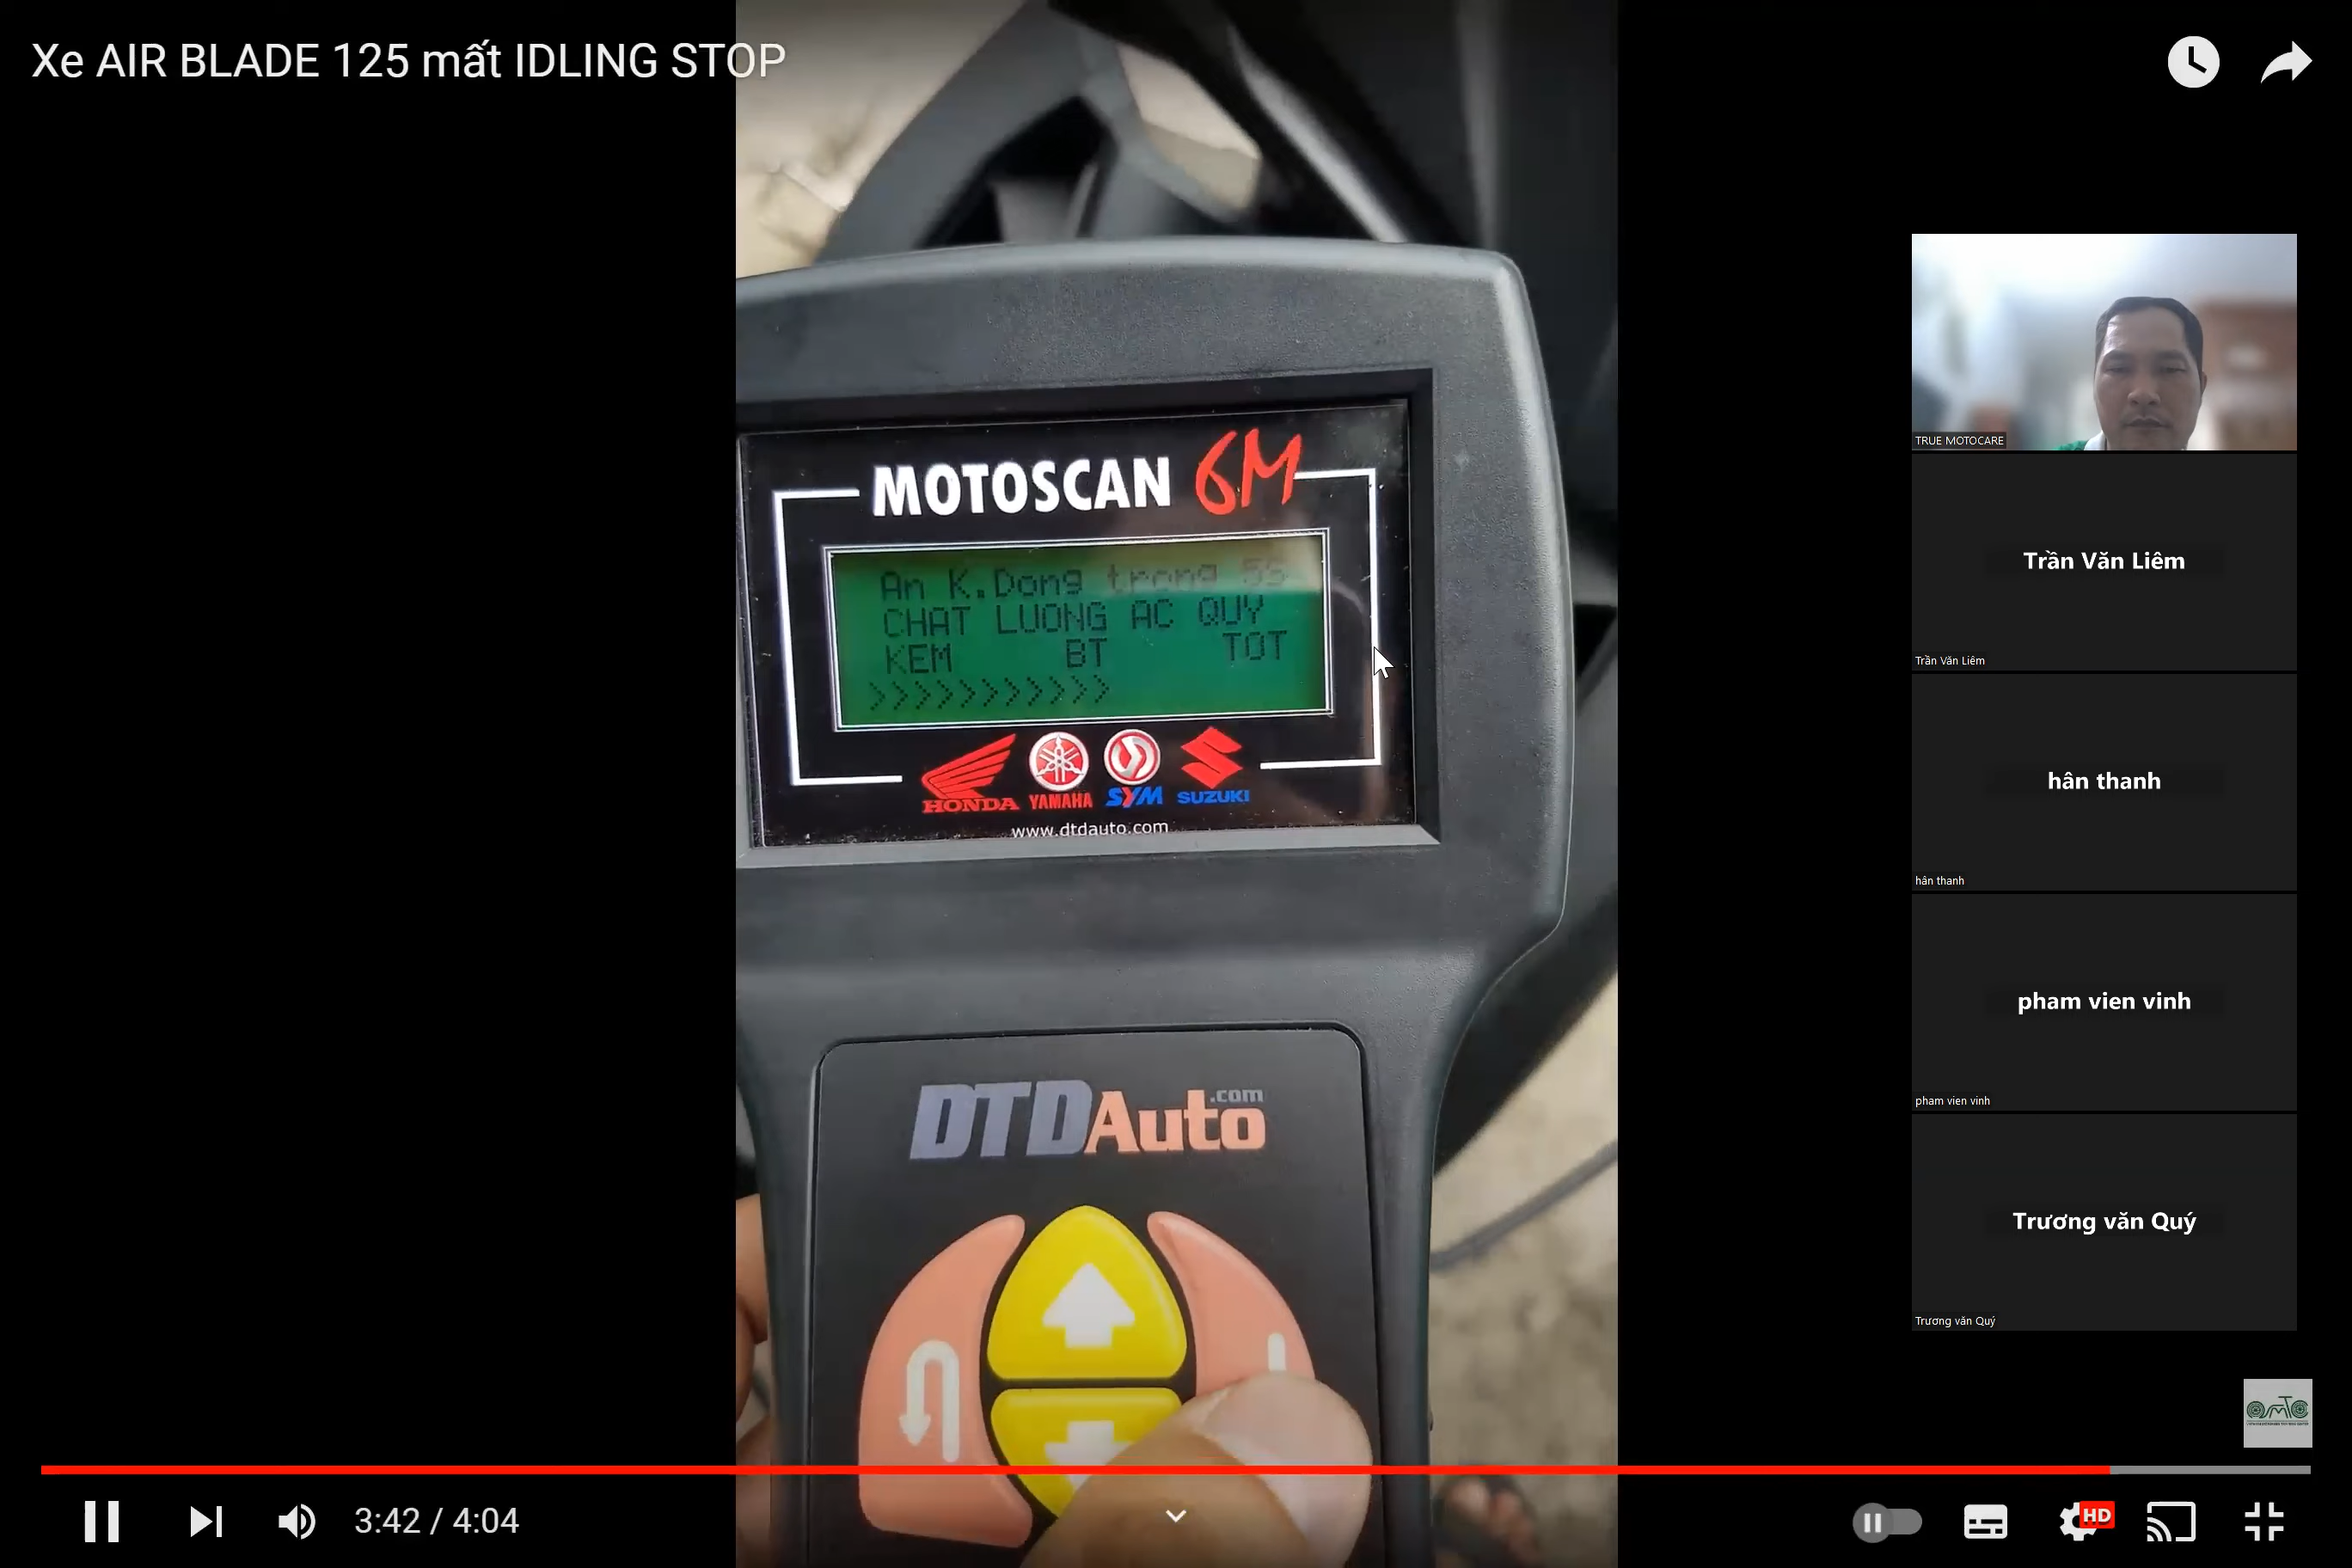 Xe AIR BLADE 125 mất IDLING STOP
MOTOSCAN 6M
An K.Dong trong 5S
CHAT LUONG AC QUY
KEM BT TOT
>>>>>>>>>>>
HONDA YAMAHA SYM SUZUKI
www.dtdauto.com
DTDAuto.com
TRUE MOTOCARE
Trần Văn Liêm
Trần Văn Liêm
hân thanh
hân thanh
pham vien vinh
pham vien vinh
Trương văn Quý
Trương văn Quý
3:42 / 4:04
HD